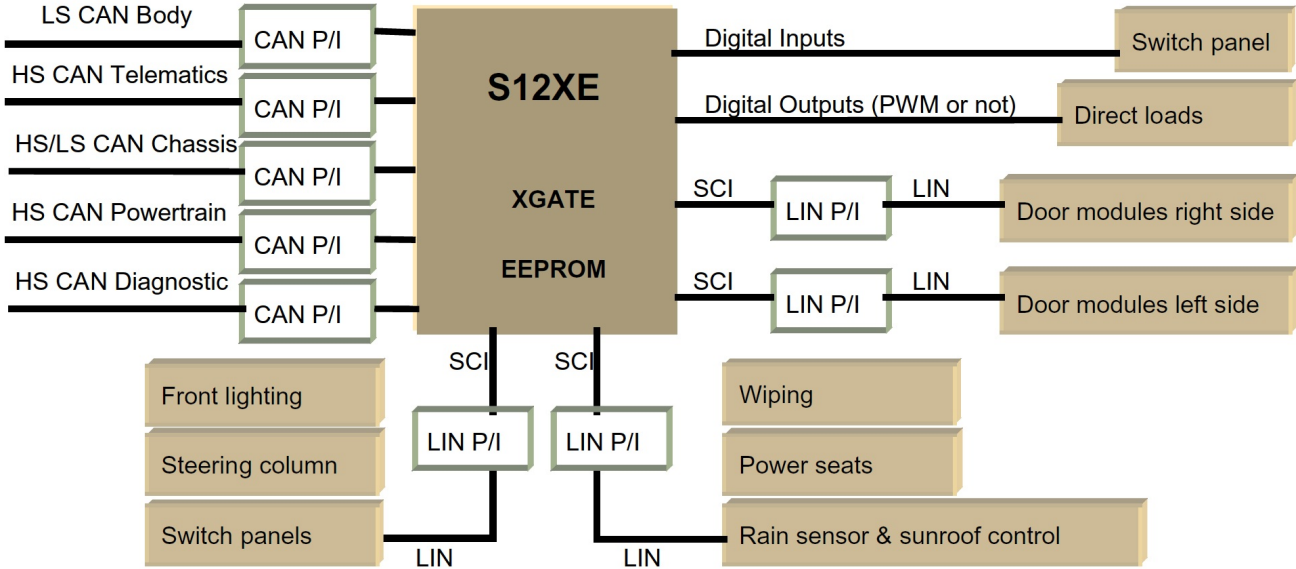 LS CAN Body
CAN P/I
HS CAN Telematics
CAN P/I
HS/LS CAN Chassis
CAN P/I
HS CAN Powertrain
CAN P/I
HS CAN Diagnostic
CAN P/I
S12XE
XGATE
EEPROM
Digital Inputs
Switch panel
Digital Outputs (PWM or not)
Direct loads
SCI
LIN P/I
LIN
Door modules right side
SCI
LIN P/I
LIN
Door modules left side
SCI
LIN P/I
LIN
Front lighting
Steering column
Switch panels
SCI
LIN P/I
LIN
Wiping
Power seats
Rain sensor & sunroof control